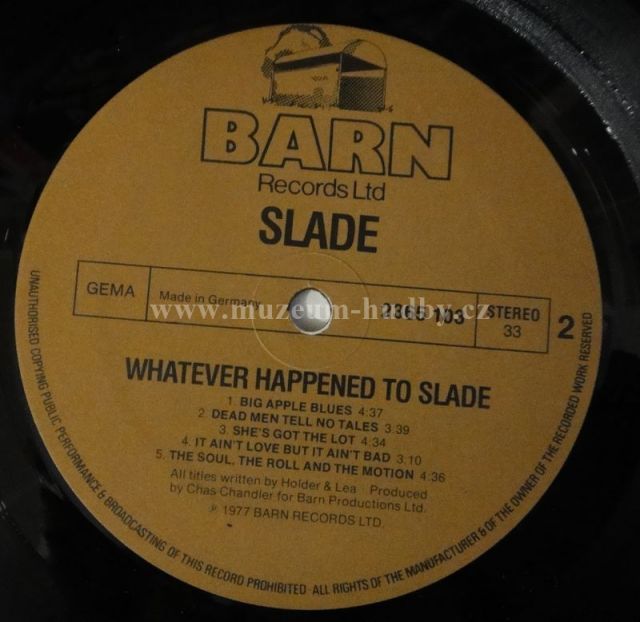 BARN
Records Ltd
SLADE
GEMA
Made in Germany
2365 103
STEREO
33
2
www.muzeum-hudby.cz
WHATEVER HAPPENED TO SLADE
1. BIG APPLE BLUES 4:37
2. DEAD MEN TELL NO TALES 3:39
3. SHE'S GOT THE LOT 4:34
4. IT AIN'T LOVE BUT IT AIN'T BAD 3:10
5. THE SOUL, THE ROLL AND THE MOTION 4:36
All titles written by Holder & Lea Produced
by Chas Chandler for Barn Productions Ltd.
℗ 1977 BARN RECORDS LTD
UNAUTHORISED COPYING PUBLIC PERFORMANCE & BROADCASTING OF THIS RECORD PROHIBITED · ALL RIGHTS OF THE MANUFACTURER & OF THE OWNER OF THE RECORDED WORK RESERVED